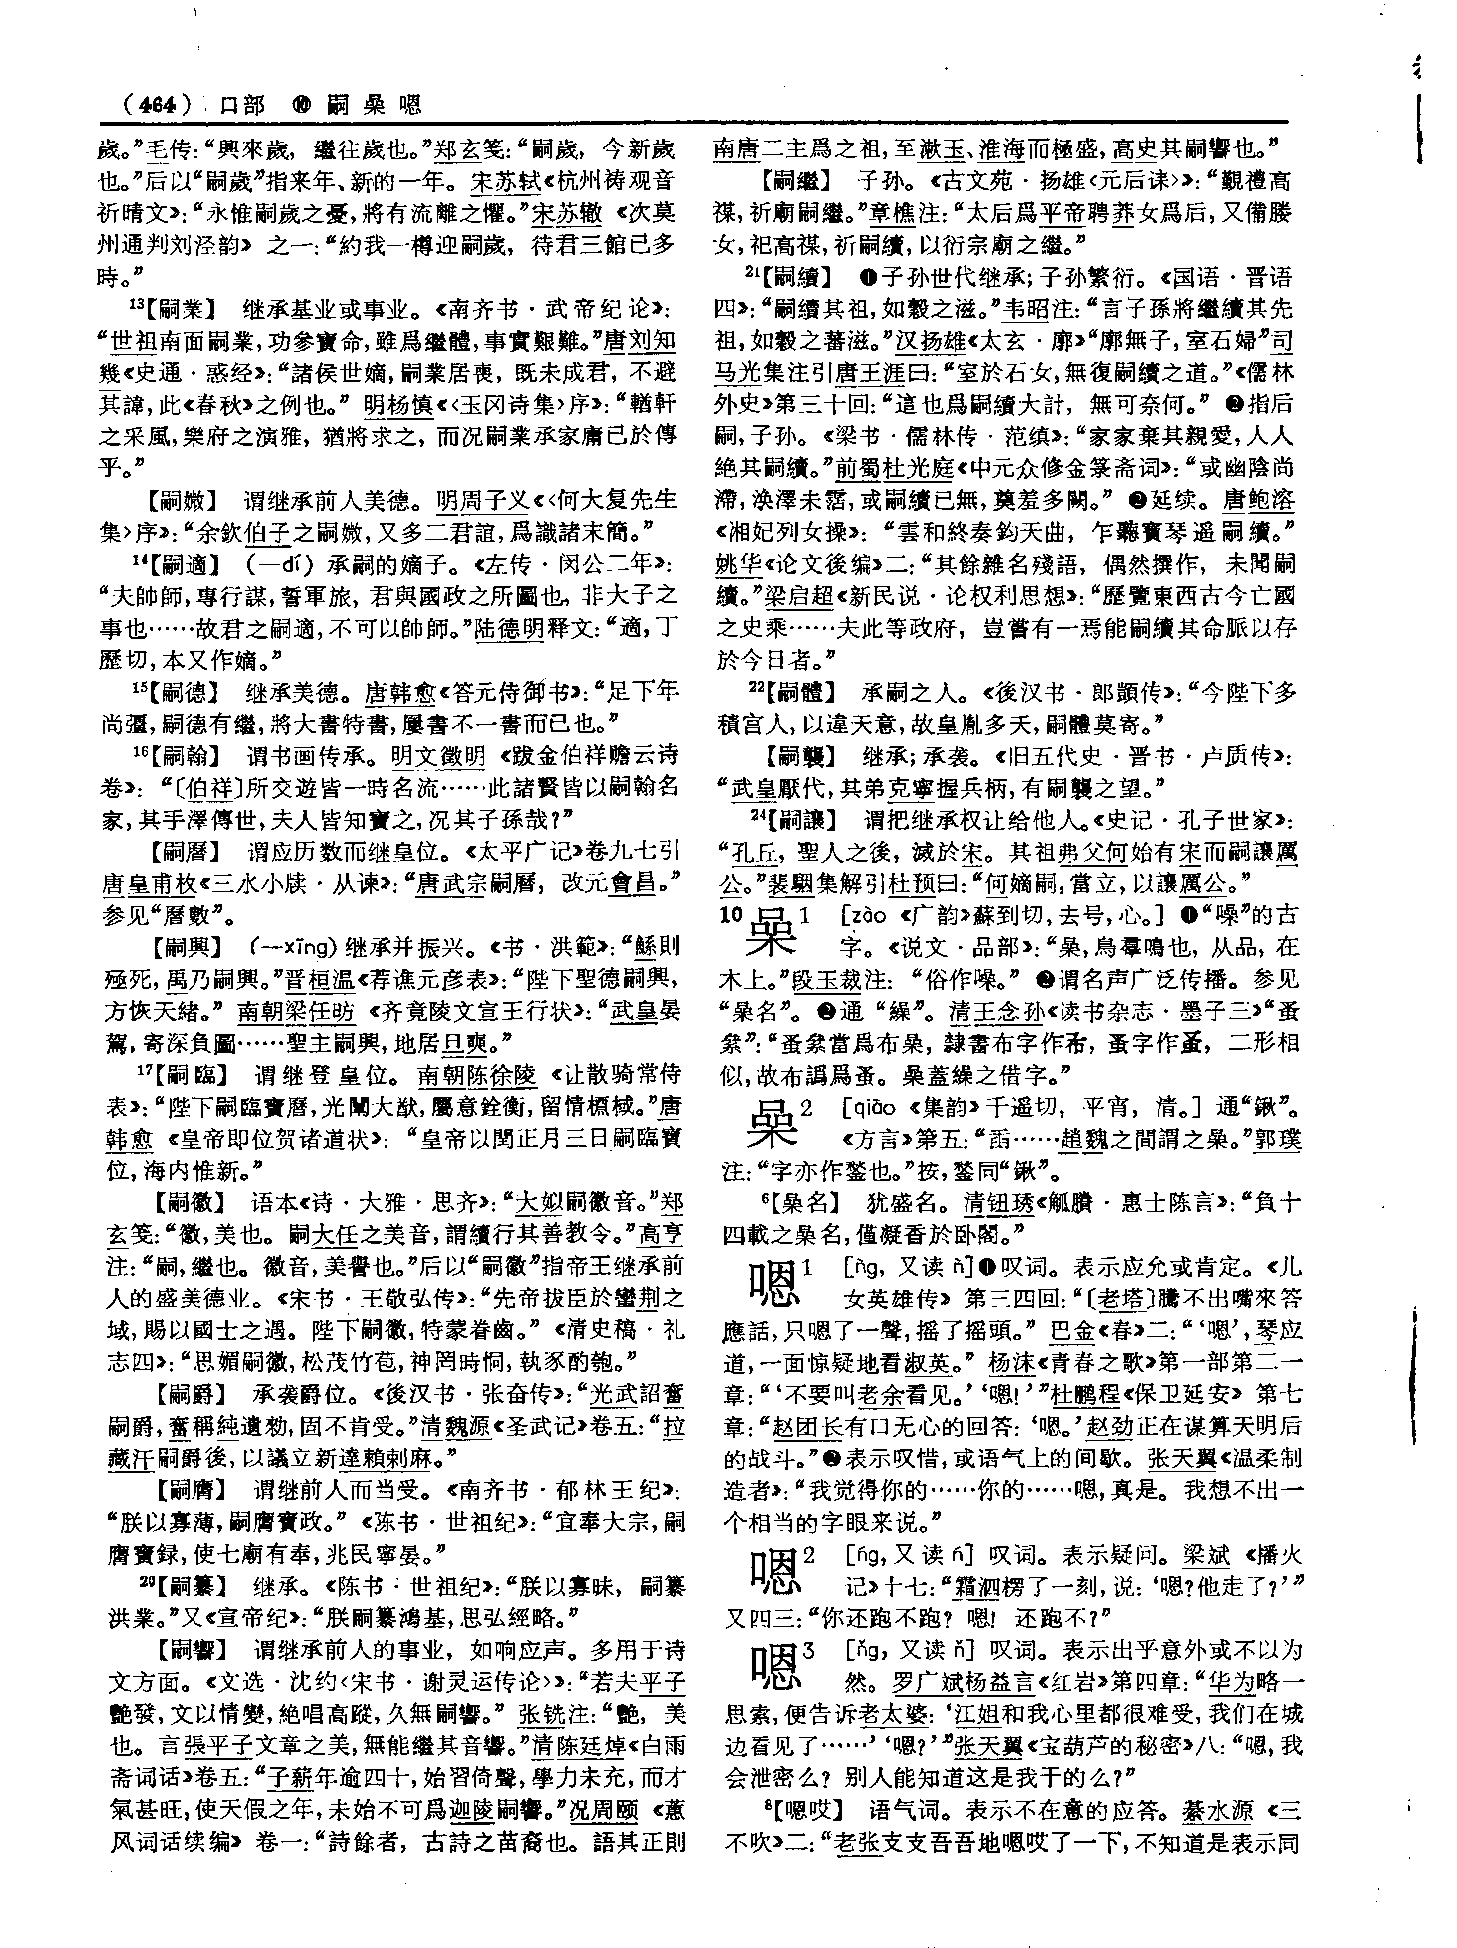 (464) 口部 ⑩ 嗣喿嗯
歲。”毛传：“興來歲，繼往歲也。”郑玄笺：“嗣歲，今新歲
也。”后以“嗣歲”指来年、新的一年。宋苏轼《杭州祷观音
祈晴文》：“永惟嗣歲之憂，將有流離之懼。”宋苏辙《次莫
州通判刘泾韵》之一：“約我一樽迎嗣歲，待君三館已多
時。”
13【嗣業】 继承基业或事业。《南齐书·武帝纪论》：
“世祖南面嗣業，功參寶命，雖爲繼體，事實艱難。”唐刘知
幾《史通·惑经》：“諸侯世嫡，嗣業居喪，既未成君，不避
其諱，此《春秋》之例也。”明杨慎《〈玉冈诗集〉序》：“輶軒
之采風，樂府之演雅，猶將求之，而况嗣業承家庸已於傳
乎。”
【嗣媺】 谓继承前人美德。明周子义《〈何大复先生
集〉序》：“余欽伯子之嗣媺，又多二君誼，爲識諸末簡。”
14【嗣適】 （—dí）承嗣的嫡子。《左传·闵公二年》：
“夫帥師，專行謀，誓軍旅，君與國政之所圖也，非大子之
事也……故君之嗣適，不可以帥師。”陆德明释文：“適，丁
歷切，本又作嫡。”
15【嗣德】 继承美德。唐韩愈《答元侍御书》：“足下年
尚彊，嗣德有繼，將大書特書，屢書不一書而已也。”
16【嗣翰】 谓书画传承。明文徵明《跋金伯祥赡云诗
卷》：“〔伯祥〕所交遊皆一時名流……此諸賢皆以嗣翰名
家，其手澤傳世，夫人皆知寶之，况其子孫哉？”
【嗣曆】 谓应历数而继皇位。《太平广记》卷九七引
唐皇甫枚《三水小牍·从谏》：“唐武宗嗣曆，改元會昌。”
参见“曆數”。
【嗣興】 （—xīng）继承并振兴。《书·洪範》：“鯀則
殛死，禹乃嗣興。”晋桓温《荐谯元彦表》：“陛下聖德嗣興，
方恢天緒。”南朝梁任昉《齐竟陵文宣王行状》：“武皇晏
駕，寄深負圖……聖主嗣興，地居旦奭。”
17【嗣臨】 谓继登皇位。南朝陈徐陵《让散骑常侍
表》：“陛下嗣臨寶曆，光闡大猷，屬意銓衡，留情槱棫。”唐
韩愈《皇帝即位贺诸道状》：“皇帝以閏正月三日嗣臨寶
位，海内惟新。”
【嗣徽】 语本《诗·大雅·思齐》：“大姒嗣徽音。”郑
玄笺：“徽，美也。嗣大任之美音，謂續行其善教令。”高亨
注：“嗣，繼也。徽音，美譽也。”后以“嗣徽”指帝王继承前
人的盛美德业。《宋书·王敬弘传》：“先帝拔臣於蠻荆之
域，賜以國士之遇。陛下嗣徽，特蒙眷齒。”《清史稿·礼
志四》：“思媚嗣徽，松茂竹苞，神罔時恫，執豕酌匏。”
【嗣爵】 承袭爵位。《後汉书·张奋传》：“光武詔奮
嗣爵，奮稱純遺勑，固不肯受。”清魏源《圣武记》卷五：“拉
藏汗嗣爵後，以議立新達賴剌麻。”
【嗣膺】 谓继前人而当受。《南齐书·郁林王纪》：
“朕以寡薄，嗣膺寶政。”《陈书·世祖纪》：“宜奉大宗，嗣
膺寶録，使七廟有奉，兆民寧晏。”
20【嗣纂】 继承。《陈书·世祖纪》：“朕以寡昧，嗣纂
洪業。”又《宣帝纪》：“朕嗣纂鴻基，思弘經略。”
【嗣響】 谓继承前人的事业，如响应声。多用于诗
文方面。《文选·沈约〈宋书·谢灵运传论〉》：“若夫平子
艷發，文以情變，絶唱高蹤，久無嗣響。”张铣注：“艷，美
也。言張平子文章之美，無能繼其音響。”清陈廷焯《白雨
斋词话》卷五：“子薪年逾四十，始習倚聲，學力未充，而才
氣甚旺，使天假之年，未始不可爲迦陵嗣響。”况周颐《蕙
风词话续编》卷一：“詩餘者，古詩之苗裔也。語其正則
南唐二主爲之祖，至漱玉、淮海而極盛，高史其嗣響也。”
【嗣繼】 子孙。《古文苑·扬雄〈元后诔〉》：“覲禮高
禖，祈廟嗣繼。”章樵注：“太后爲平帝聘莽女爲后，又備媵
女，祀高禖，祈嗣續，以衍宗廟之繼。”
21【嗣續】 ❶子孙世代继承；子孙繁衍。《国语·晋语
四》：“嗣續其祖，如穀之滋。”韦昭注：“言子孫將繼續其先
祖，如穀之蕃滋。”汉扬雄《太玄·廓》“廓無子，室石婦”司
马光集注引唐王涯曰：“室於石女，無復嗣續之道。”《儒林
外史》第三十回：“這也爲嗣續大計，無可奈何。”❷指后
嗣，子孙。《梁书·儒林传·范缜》：“家家棄其親愛，人人
絶其嗣續。”前蜀杜光庭《中元众修金箓斋词》：“或幽陰尚
滯，涣澤未霑，或嗣續已無，奠羞多闕。”❸延续。唐鲍溶
《湘妃列女操》：“雲和終奏鈞天曲，乍聽寶琴遥嗣續。”
姚华《论文後编》二：“其餘雜名殘語，偶然撰作，未聞嗣
續。”梁启超《新民说·论权利思想》：“歷覽東西古今亡國
之史乘……夫此等政府，豈嘗有一焉能嗣續其命脈以存
於今日者。”
22【嗣體】 承嗣之人。《後汉书·郎顗传》：“今陛下多
積宫人，以違天意，故皇胤多夭，嗣體莫寄。”
【嗣襲】 继承；承袭。《旧五代史·晋书·卢质传》：
“武皇厭代，其弟克寧握兵柄，有嗣襲之望。”
24【嗣讓】 谓把继承权让给他人。《史记·孔子世家》：
“孔丘，聖人之後，滅於宋。其祖弗父何始有宋而嗣讓厲
公。”裴駰集解引杜预曰：“何嫡嗣，當立，以讓厲公。”
10 喿1 [zào 《广韵》蘇到切，去号，心。] ❶“噪”的古
字。《说文·品部》：“喿，鳥羣鳴也，从品，在
木上。”段玉裁注：“俗作噪。”❷谓名声广泛传播。参见
“喿名”。❸通“繰”。清王念孙《读书杂志·墨子三》“蚤
絫”：“蚤絫當爲布喿，隸書布字作㠯，蚤字作蚤，二形相
似，故布譌爲蚤。喿蓋繰之借字。”
喿2 [qiāo 《集韵》千遥切，平宵，清。] 通“鍬”。
《方言》第五：“臿……趙魏之間謂之喿。”郭璞
注：“字亦作鍫也。”按，鍫同“鍬”。
6【喿名】 犹盛名。清钮琇《觚賸·惠士陈言》：“負十
四載之喿名，僅凝香於卧閣。”
嗯1 [ǹg，又读ǹ]❶叹词。表示应允或肯定。《儿
女英雄传》第三四回：“〔老塔〕騰不出嘴來答
應話，只嗯了一聲，摇了摇頭。”巴金《春》二：“‘嗯’，琴应
道，一面惊疑地看淑英。”杨沫《青春之歌》第一部第二一
章：“‘不要叫老余看见。’‘嗯！’”杜鹏程《保卫延安》第七
章：“赵团长有口无心的回答：‘嗯。’赵劲正在谋算天明后
的战斗。”❷表示叹惜，或语气上的间歇。张天翼《温柔制
造者》：“我觉得你的……你的……嗯，真是。我想不出一
个相当的字眼来说。”
嗯2 [ńg，又读ń] 叹词。表示疑问。梁斌《播火
记》十七：“霜泗楞了一刻，说：‘嗯？他走了？’”
又四三：“你还跑不跑？嗯！还跑不？”
嗯3 [ňg，又读ň] 叹词。表示出乎意外或不以为
然。罗广斌杨益言《红岩》第四章：“华为略一
思索，便告诉老太婆：‘江姐和我心里都很难受，我们在城
边看见了……’‘嗯？’”张天翼《宝葫芦的秘密》八：“嗯，我
会泄密么？别人能知道这是我干的么？”
8【嗯哎】 语气词。表示不在意的应答。綦水源《三
不吹》二：“老张支支吾吾地嗯哎了一下，不知道是表示同